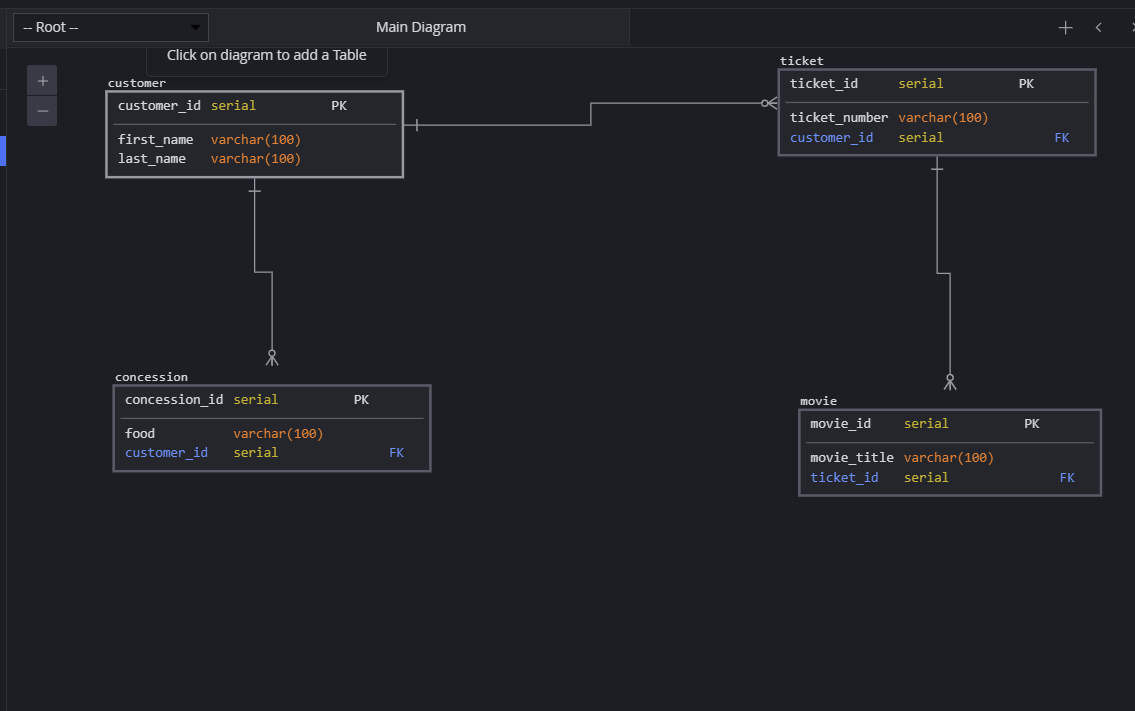 -- Root --
Main Diagram
Click on diagram to add a Table
customer
customer_id serial PK
first_name varchar(100)
last_name varchar(100)
ticket
ticket_id serial PK
ticket_number varchar(100)
customer_id serial FK
concession
concession_id serial PK
food varchar(100)
customer_id serial FK
movie
movie_id serial PK
movie_title varchar(100)
ticket_id serial FK